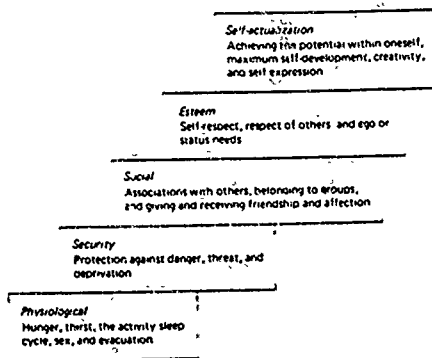 Self-actualization
Achieving the potential within oneself,
maximum self-development, creativity,
and self expression
Esteem
Self-respect, respect of others and ego or
status needs
Social
Associations with others, belonging to groups,
and giving and receiving friendship and affection
Security
Protection against danger, threat, and
deprivation
Physiological
Hunger, thirst, the activity sleep
cycle, sex, and evacuation